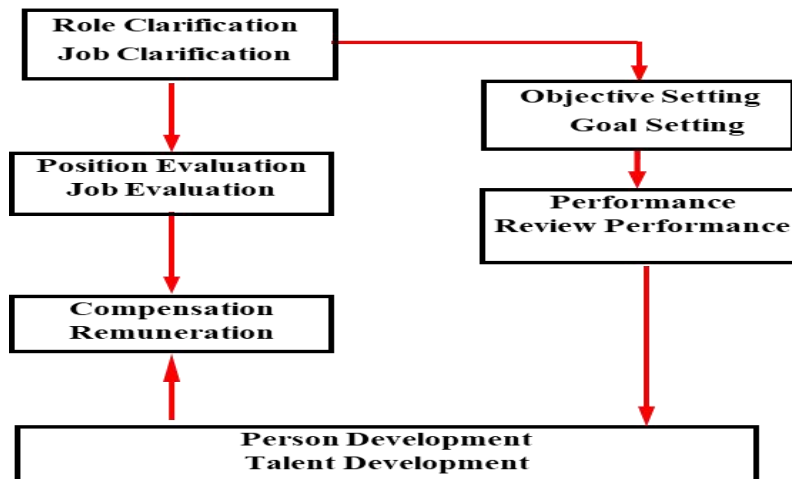 Role Clarification
Job Clarification
Objective Setting
Goal Setting
Position Evaluation
Job Evaluation
Performance
Review Performance
Compensation
Remuneration
Person Development
Talent Development